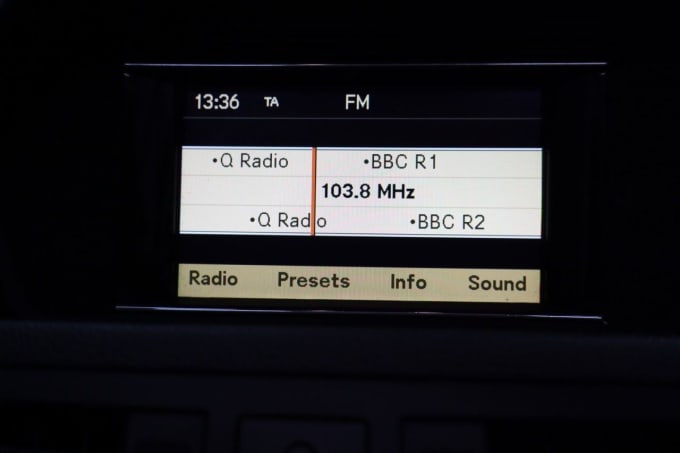 13:36 TA FM
•Q Radio •BBC R1
103.8 MHz
•Q Radio •BBC R2
Radio Presets Info Sound